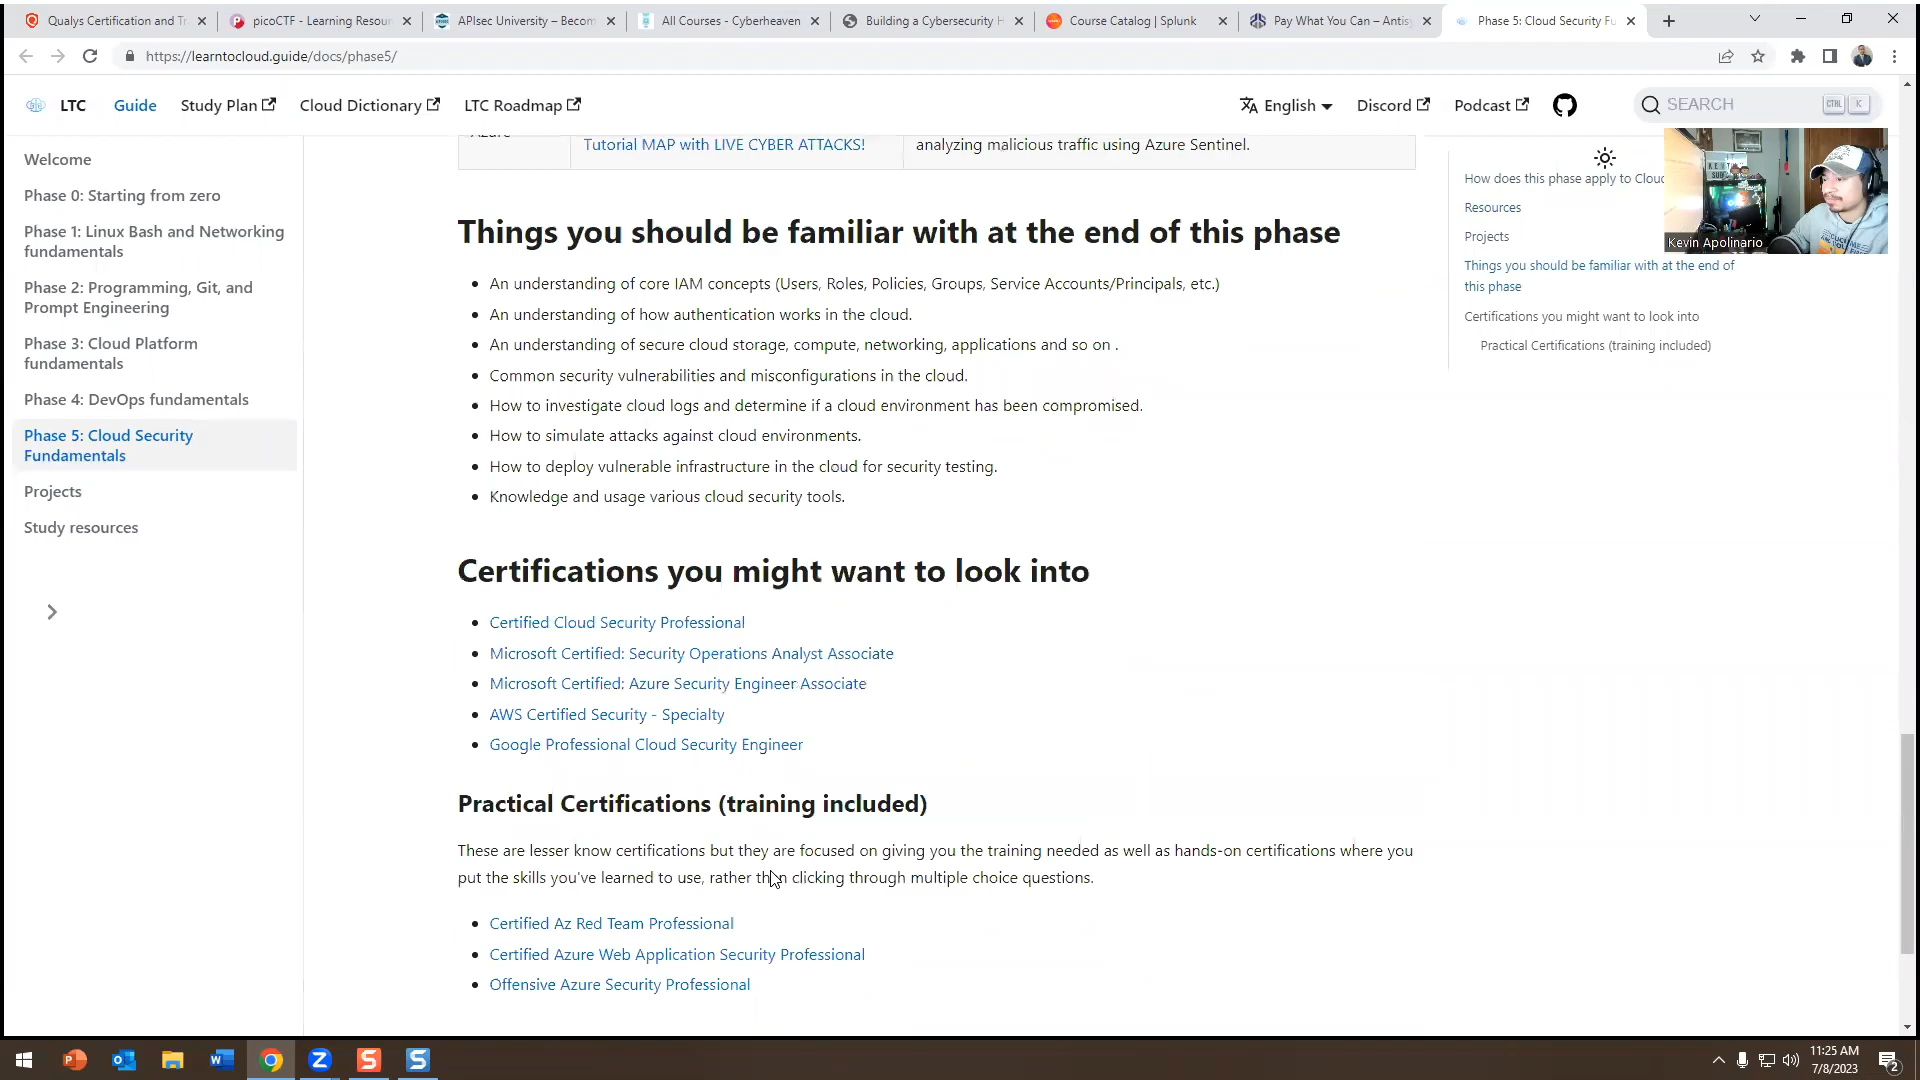 Qualys Certification and Tr
picoCTF - Learning Resour
APIsec University – Becom
All Courses - Cyberheaven
Building a Cybersecurity H
Course Catalog | Splunk
Pay What You Can – Antisy
Phase 5: Cloud Security Fu
https://learntocloud.guide/docs/phase5/
LTC
Guide
Study Plan
Cloud Dictionary
LTC Roadmap
English
Discord
Podcast
SEARCH
CTRL
K
Welcome
Phase 0: Starting from zero
Phase 1: Linux Bash and Networking
fundamentals
Phase 2: Programming, Git, and
Prompt Engineering
Phase 3: Cloud Platform
fundamentals
Phase 4: DevOps fundamentals
Phase 5: Cloud Security
Fundamentals
Projects
Study resources
Azure
Tutorial MAP with LIVE CYBER ATTACKS!
analyzing malicious traffic using Azure Sentinel.
Things you should be familiar with at the end of this phase
An understanding of core IAM concepts (Users, Roles, Policies, Groups, Service Accounts/Principals, etc.)
An understanding of how authentication works in the cloud.
An understanding of secure cloud storage, compute, networking, applications and so on .
Common security vulnerabilities and misconfigurations in the cloud.
How to investigate cloud logs and determine if a cloud environment has been compromised.
How to simulate attacks against cloud environments.
How to deploy vulnerable infrastructure in the cloud for security testing.
Knowledge and usage various cloud security tools.
Certifications you might want to look into
Certified Cloud Security Professional
Microsoft Certified: Security Operations Analyst Associate
Microsoft Certified: Azure Security Engineer Associate
AWS Certified Security - Specialty
Google Professional Cloud Security Engineer
Practical Certifications (training included)
These are lesser know certifications but they are focused on giving you the training needed as well as hands-on certifications where you
put the skills you've learned to use, rather than clicking through multiple choice questions.
Certified Az Red Team Professional
Certified Azure Web Application Security Professional
Offensive Azure Security Professional
How does this phase apply to Clou
Resources
Projects
Things you should be familiar with at the end of
this phase
Certifications you might want to look into
Practical Certifications (training included)
Kevin Apolinario
11:25 AM
7/8/2023
2